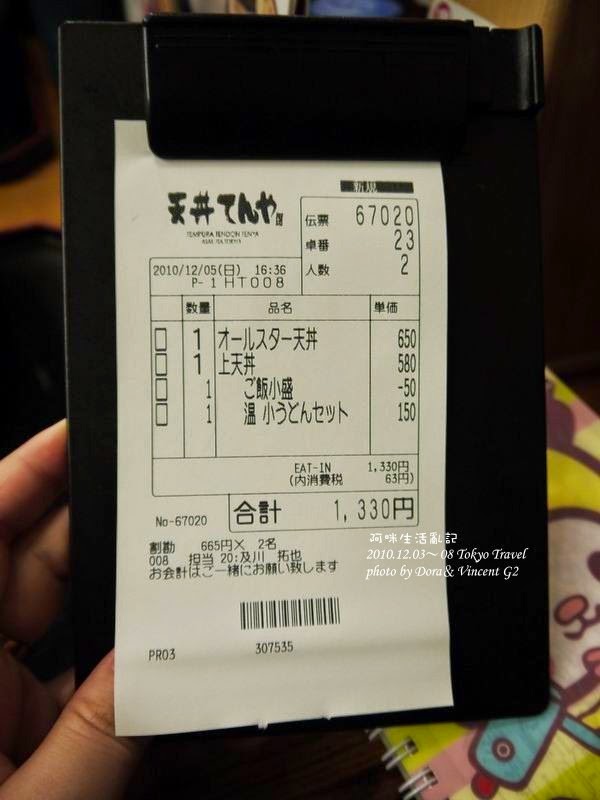 新規
天丼てんや
TEMPURA TENDON TENYA
伝票 67020
卓番 23
人数 2
2010/12/05(日) 16:36
P- 1 HT008
数量 品名 単価
1 オールスター天丼 650
1 上天丼 580
1 ご飯小盛 -50
1 温 小うどんセット 150
EAT-IN 1,330円
(内消費税 63円)
No-67020 合計 1,330円
割勘 665円× 2名
008 担当 20:及川 拓也
お会計はご一緒にお願い致します
PR03 307535
阿咪生活亂記
2010.12.03～08 Tokyo Travel
photo by Dora & Vincent G2